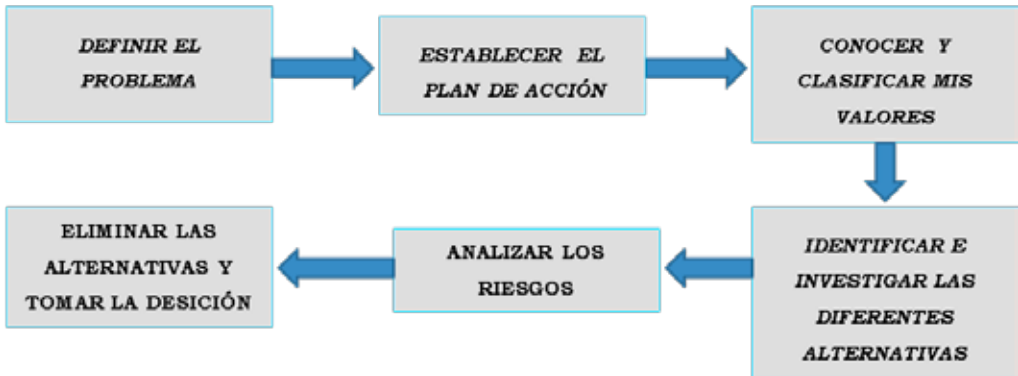 DEFINIR EL
PROBLEMA
ESTABLECER EL
PLAN DE ACCIÓN
CONOCER Y
CLASIFICAR MIS
VALORES
IDENTIFICAR E
INVESTIGAR LAS
DIFERENTES
ALTERNATIVAS
ANALIZAR LOS
RIESGOS
ELIMINAR LAS
ALTERNATIVAS Y
TOMAR LA DESICIÓN